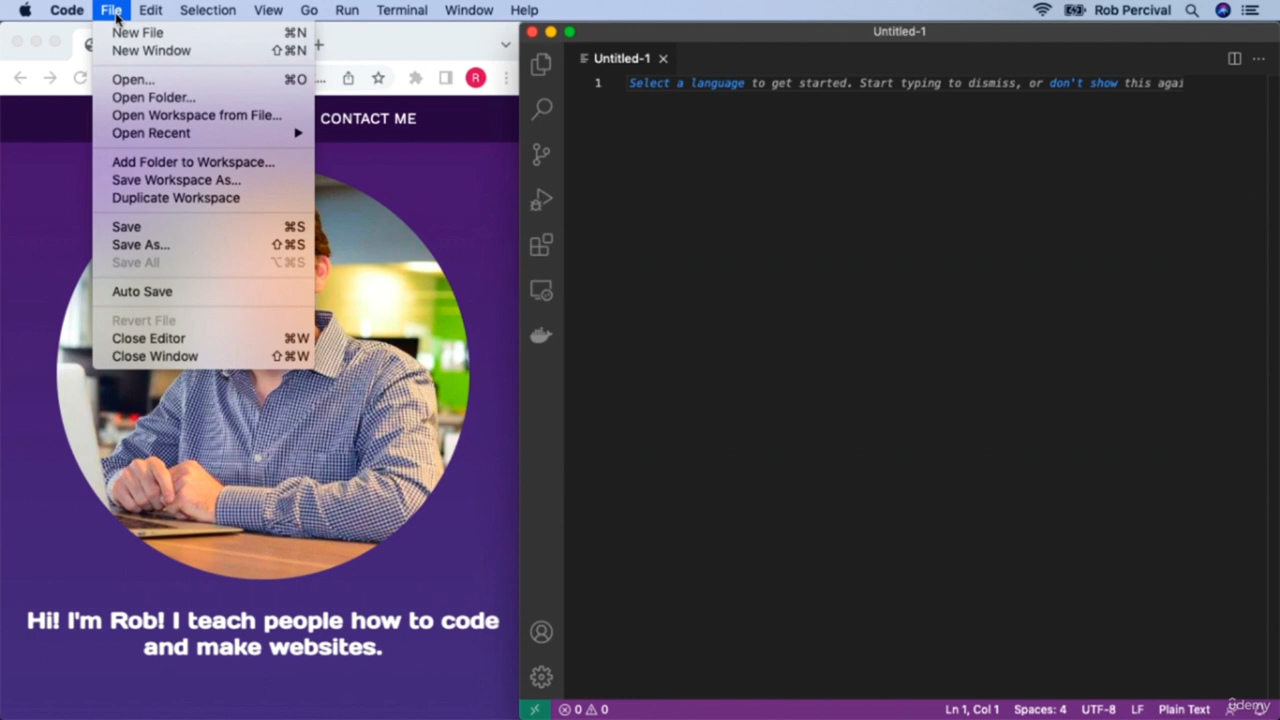 Code File Edit Selection View Go Run Terminal Window Help Rob Percival
New File ⌘N
New Window ⇧⌘N
Open... ⌘O
Open Folder...
Open Workspace from File...
Open Recent
Add Folder to Workspace...
Save Workspace As...
Duplicate Workspace
Save ⌘S
Save As... ⇧⌘S
Save All ⌥⌘S
Auto Save
Revert File
Close Editor ⌘W
Close Window ⇧⌘W
R
CONTACT ME
Hi! I'm Rob! I teach people how to code
and make websites.
Untitled-1
Untitled-1
1 Select a language to get started. Start typing to dismiss, or don't show this agai
0 0 Ln 1, Col 1 Spaces: 4 UTF-8 LF Plain Text
ûdemy